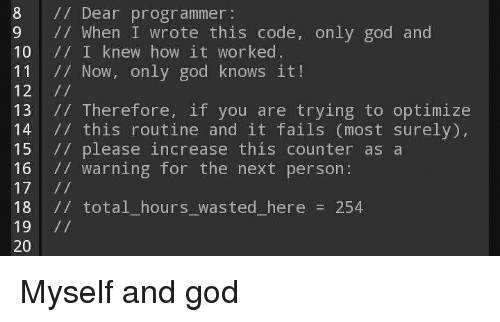 8 // Dear programmer:
9 // When I wrote this code, only god and
10 // I knew how it worked.
11 // Now, only god knows it!
12 //
13 // Therefore, if you are trying to optimize
14 // this routine and it fails (most surely),
15 // please increase this counter as a
16 // warning for the next person:
17 //
18 // total_hours_wasted_here = 254
19 //
20
Myself and god